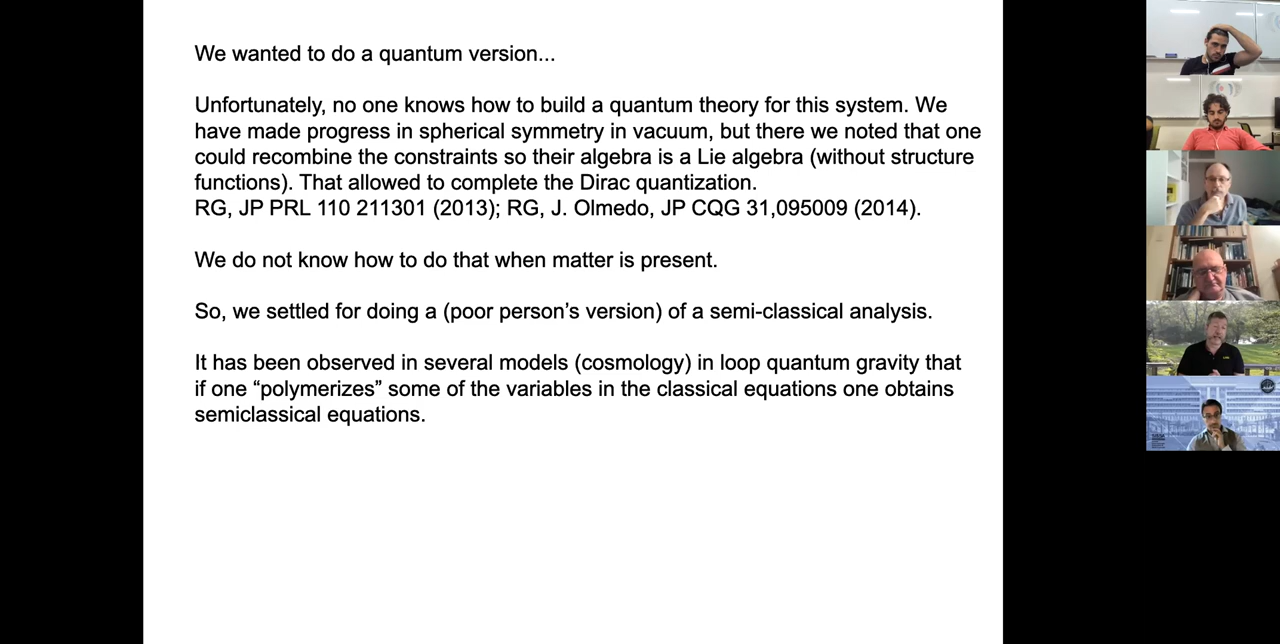 We wanted to do a quantum version...
Unfortunately, no one knows how to build a quantum theory for this system. We
have made progress in spherical symmetry in vacuum, but there we noted that one
could recombine the constraints so their algebra is a Lie algebra (without structure
functions). That allowed to complete the Dirac quantization.
RG, JP PRL 110 211301 (2013); RG, J. Olmedo, JP CQG 31,095009 (2014).
We do not know how to do that when matter is present.
So, we settled for doing a (poor person’s version) of a semi-classical analysis.
It has been observed in several models (cosmology) in loop quantum gravity that
if one “polymerizes” some of the variables in the classical equations one obtains
semiclassical equations.